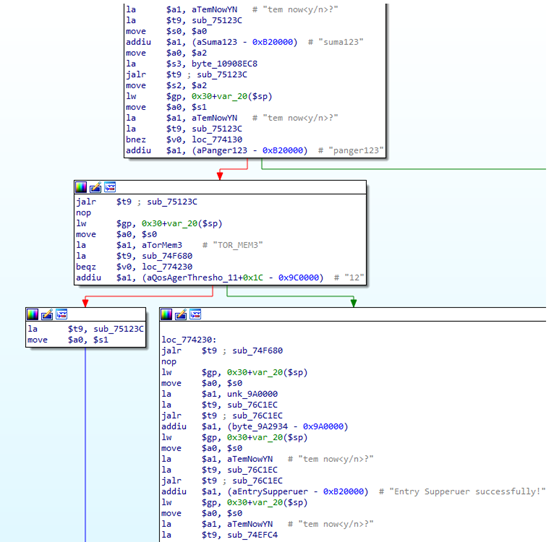 la      $a1, aTemNowYN   # "tem now<y/n>?"
la      $t9, sub_75123C
move    $s0, $a0
addiu   $a1, (aSuma123 - 0xB20000)  # "suma123"
move    $a0, $a2
la      $s3, byte_10908EC8
jalr    $t9 ; sub_75123C
move    $s2, $a2
lw      $gp, 0x30+var_20($sp)
move    $a0, $s1
la      $a1, aTemNowYN   # "tem now<y/n>?"
la      $t9, sub_75123C
bnez    $v0, loc_774130
addiu   $a1, (aPanger123 - 0xB20000)  # "panger123"
jalr    $t9 ; sub_75123C
nop
lw      $gp, 0x30+var_20($sp)
move    $a0, $s0
la      $a1, aTorMem3    # "TOR_MEM3"
la      $t9, sub_74F680
beqz    $v0, loc_774230
addiu   $a1, (aQosAgerThresho_11+0x1C - 0x9C0000)  # "12"
la      $t9, sub_75123C
move    $a0, $s1
loc_774230:
jalr    $t9 ; sub_74F680
nop
lw      $gp, 0x30+var_20($sp)
move    $a0, $s0
la      $a1, unk_9A0000
la      $t9, sub_76C1EC
jalr    $t9 ; sub_76C1EC
addiu   $a1, (byte_9A2934 - 0x9A0000)
lw      $gp, 0x30+var_20($sp)
move    $a0, $s0
la      $a1, aTemNowYN   # "tem now<y/n>?"
la      $t9, sub_76C1EC
jalr    $t9 ; sub_76C1EC
addiu   $a1, (aEntrySupperuer - 0xB20000)  # "Entry Supperuer successfully!"
lw      $gp, 0x30+var_20($sp)
move    $a0, $s0
la      $a1, aTemNowYN   # "tem now<y/n>?"
la      $t9, sub_74EFC4